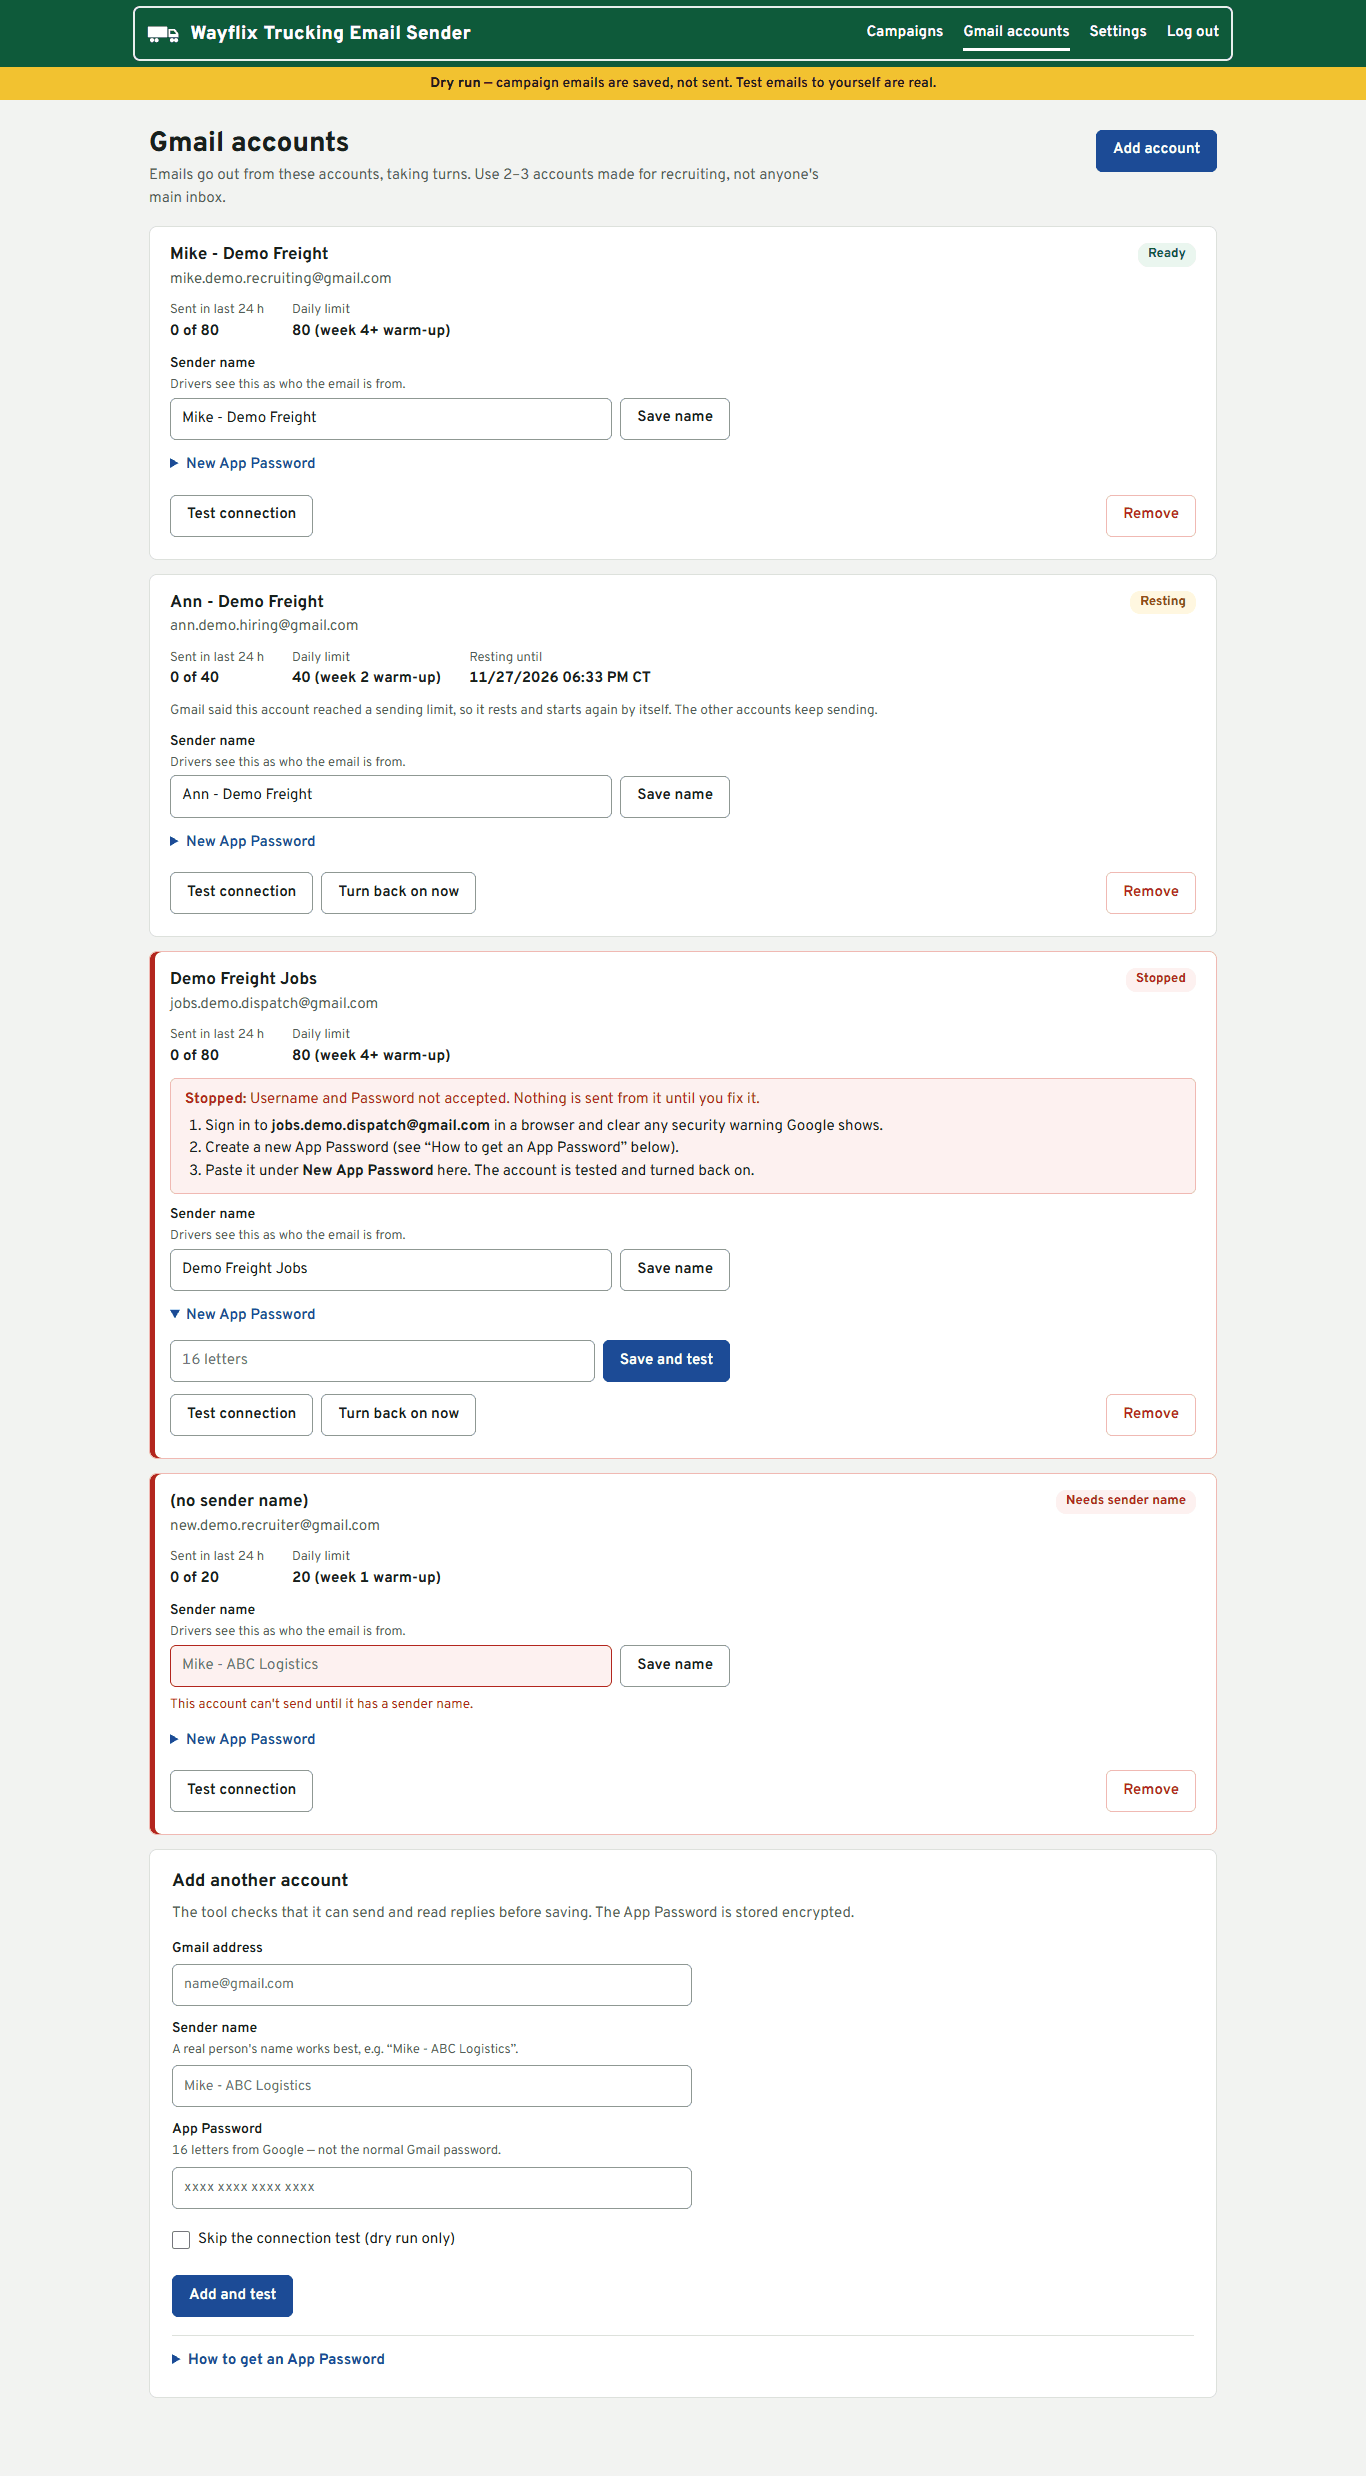 Wayflix Trucking Email Sender
Campaigns
Gmail accounts
Settings
Log out
Dry run — campaign emails are saved, not sent. Test emails to yourself are real.
Gmail accounts
Add account
Emails go out from these accounts, taking turns. Use 2–3 accounts made for recruiting, not anyone's
main inbox.
Mike - Demo Freight
Ready
mike.demo.recruiting@gmail.com
Sent in last 24 h
Daily limit
0 of 80
80 (week 4+ warm-up)
Sender name
Drivers see this as who the email is from.
Mike - Demo Freight
Save name
New App Password
Test connection
Remove
Ann - Demo Freight
Resting
ann.demo.hiring@gmail.com
Sent in last 24 h
Daily limit
Resting until
0 of 40
40 (week 2 warm-up)
11/27/2026 06:33 PM CT
Gmail said this account reached a sending limit, so it rests and starts again by itself. The other accounts keep sending.
Sender name
Drivers see this as who the email is from.
Ann - Demo Freight
Save name
New App Password
Test connection
Turn back on now
Remove
Demo Freight Jobs
Stopped
jobs.demo.dispatch@gmail.com
Sent in last 24 h
Daily limit
0 of 80
80 (week 4+ warm-up)
Stopped: Username and Password not accepted. Nothing is sent from it until you fix it.
1. Sign in to jobs.demo.dispatch@gmail.com in a browser and clear any security warning Google shows.
2. Create a new App Password (see “How to get an App Password” below).
3. Paste it under New App Password here. The account is tested and turned back on.
Sender name
Drivers see this as who the email is from.
Demo Freight Jobs
Save name
New App Password
16 letters
Save and test
Test connection
Turn back on now
Remove
(no sender name)
Needs sender name
new.demo.recruiter@gmail.com
Sent in last 24 h
Daily limit
0 of 20
20 (week 1 warm-up)
Sender name
Drivers see this as who the email is from.
Mike - ABC Logistics
Save name
This account can't send until it has a sender name.
New App Password
Test connection
Remove
Add another account
The tool checks that it can send and read replies before saving. The App Password is stored encrypted.
Gmail address
name@gmail.com
Sender name
A real person's name works best, e.g. “Mike - ABC Logistics”.
Mike - ABC Logistics
App Password
16 letters from Google — not the normal Gmail password.
xxxx xxxx xxxx xxxx
Skip the connection test (dry run only)
Add and test
How to get an App Password